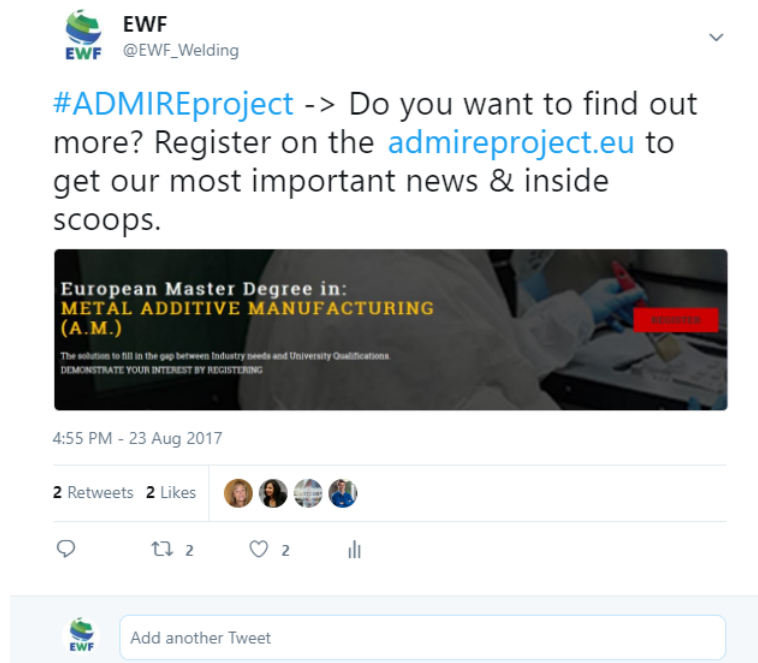 EWF
@EWF_Welding
EWF
#ADMIREproject -> Do you want to find out
more? Register on the admireproject.eu to
get our most important news & inside
scoops.
European Master Degree in:
METAL ADDITIVE MANUFACTURING
(A.M.)
REGISTER
The solution to fill in the gap between Industry needs and University Qualifications.
DEMONSTRATE YOUR INTEREST BY REGISTERING
4:55 PM - 23 Aug 2017
2 Retweets 2 Likes
2 2
EWF
Add another Tweet